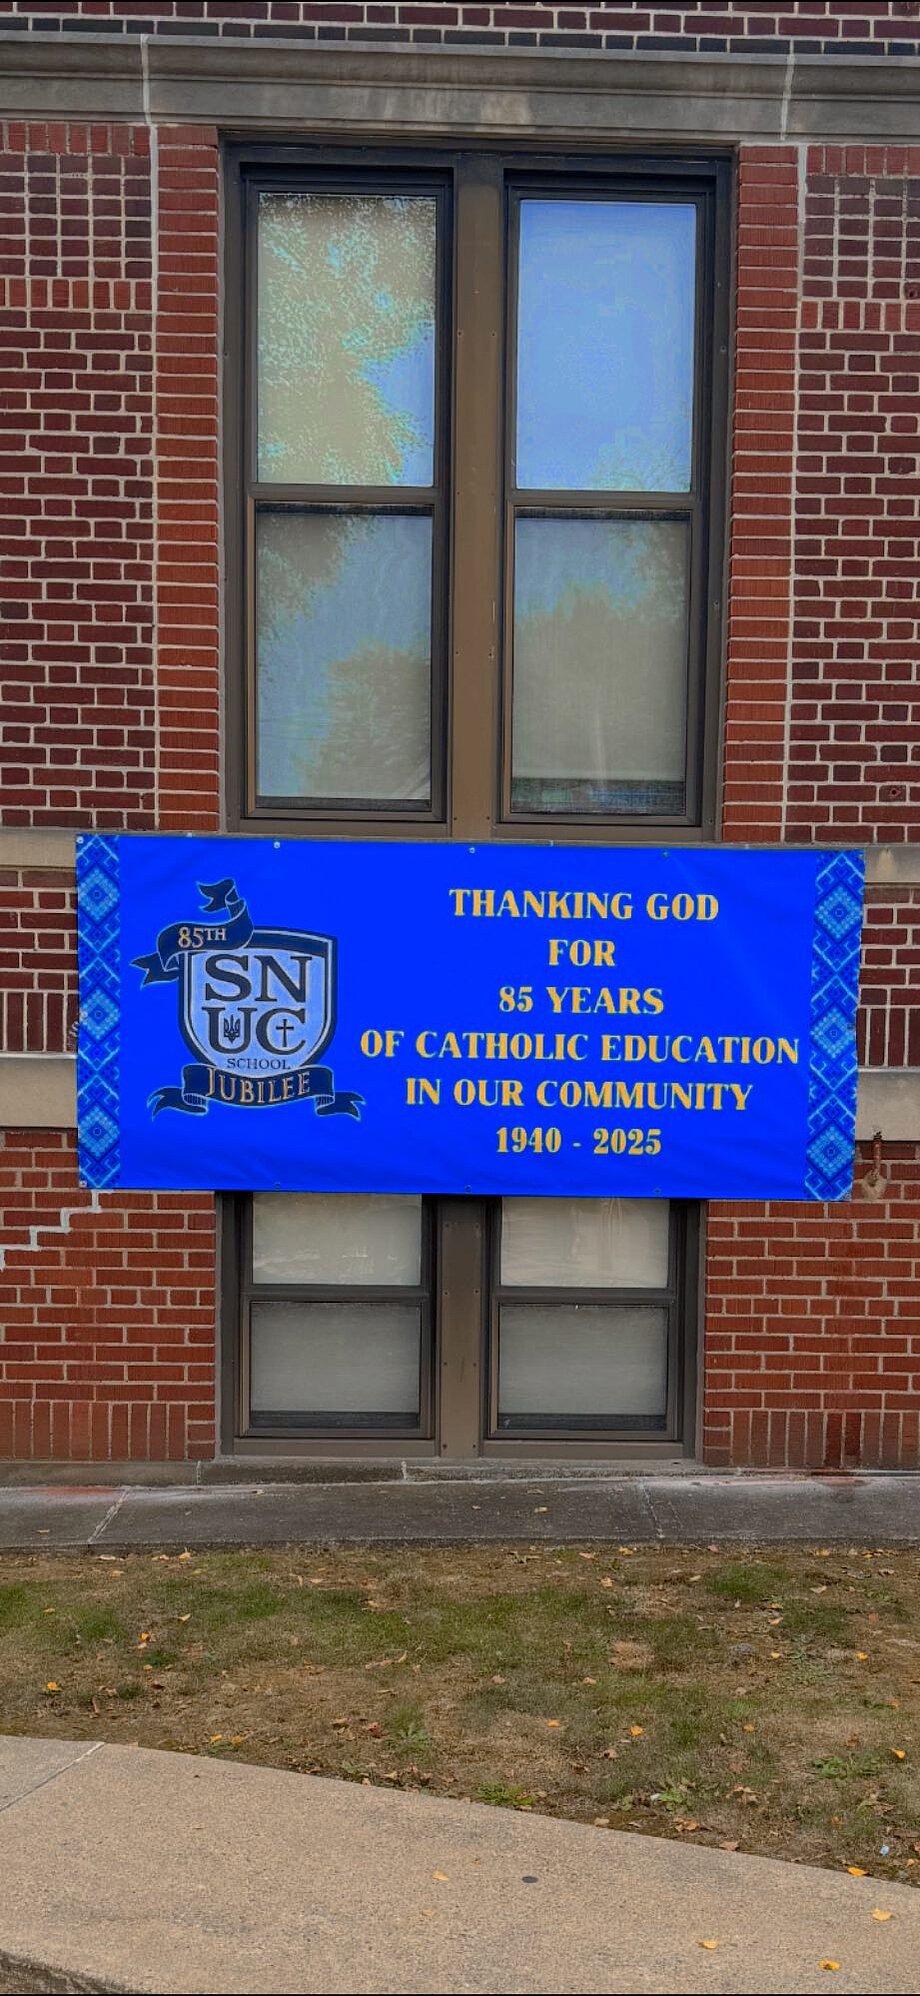 85TH
SN
UC
SCHOOL
JUBILEE
THANKING GOD
FOR
85 YEARS
OF CATHOLIC EDUCATION
IN OUR COMMUNITY
1940 - 2025